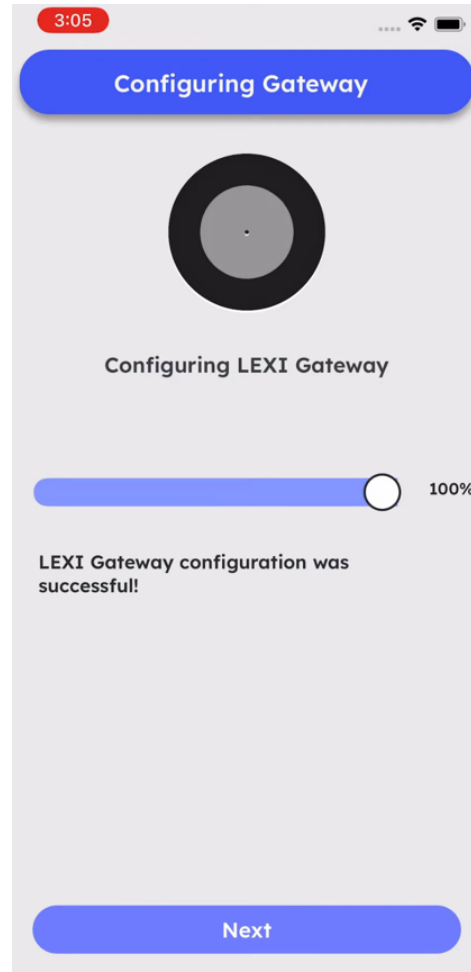 3:05
Configuring Gateway
Configuring LEXI Gateway
100%
LEXI Gateway configuration was
successful!
Next